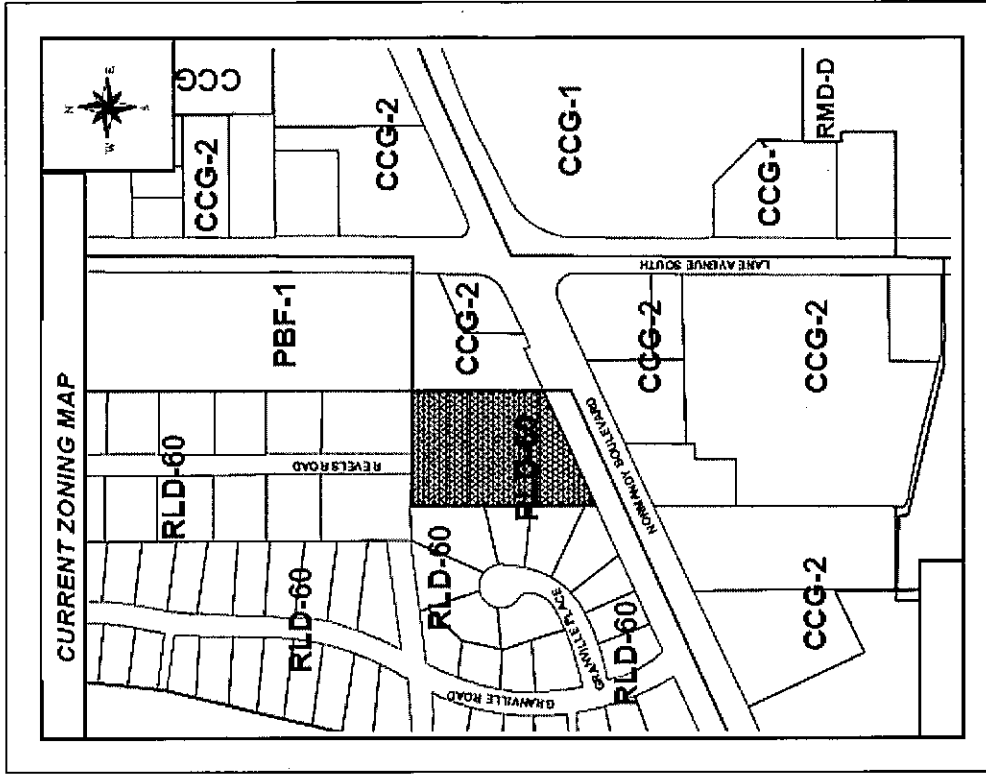 CURRENT ZONING MAP
N
W
E
S
CCG
CCG-2
RLD-60
PBF-1
CCG-2
REVELS ROAD
RLD-60
RLD-60
CCG-2
CCG-1
RLD-60
GRANVILLE ROAD
GRANVILLE PLACE
RLD-60
NORMANDY BOULEVARD
CCG-2
LANE AVENUE SOUTH
CCG-
RMD-D
CCG-2
CCG-2